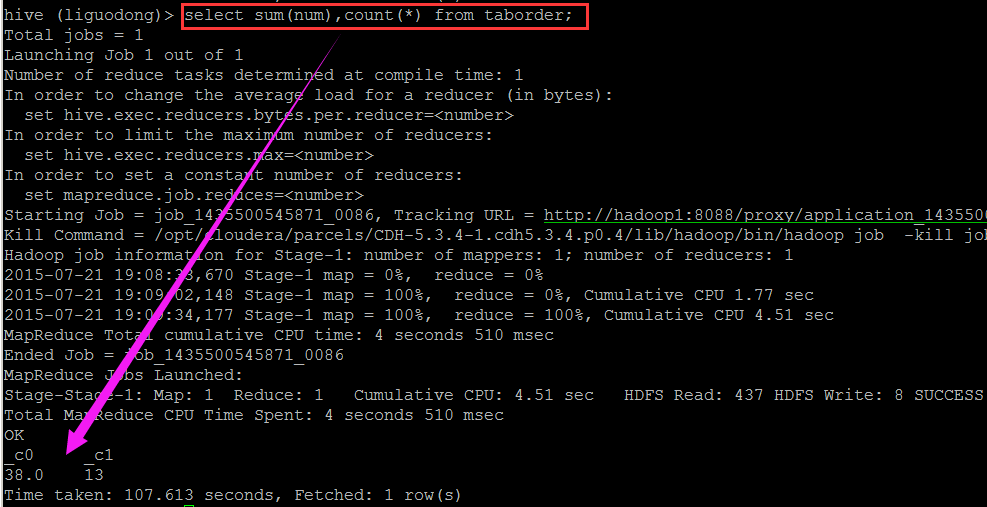 hive (liguodong)> select sum(num),count(*) from taborder;
Total jobs = 1
Launching Job 1 out of 1
Number of reduce tasks determined at compile time: 1
In order to change the average load for a reducer (in bytes):
  set hive.exec.reducers.bytes.per.reducer=<number>
In order to limit the maximum number of reducers:
  set hive.exec.reducers.max=<number>
In order to set a constant number of reducers:
  set mapreduce.job.reduces=<number>
Starting Job = job_1435500545871_0086, Tracking URL = http://hadoop1:8088/proxy/application_143550
Kill Command = /opt/cloudera/parcels/CDH-5.3.4-1.cdh5.3.4.p0.4/lib/hadoop/bin/hadoop job  -kill job
Hadoop job information for Stage-1: number of mappers: 1; number of reducers: 1
2015-07-21 19:08:33,670 Stage-1 map = 0%,  reduce = 0%
2015-07-21 19:09:02,148 Stage-1 map = 100%,  reduce = 0%, Cumulative CPU 1.77 sec
2015-07-21 19:09:34,177 Stage-1 map = 100%,  reduce = 100%, Cumulative CPU 4.51 sec
MapReduce Total cumulative CPU time: 4 seconds 510 msec
Ended Job = job_1435500545871_0086
MapReduce Jobs Launched:
Stage-Stage-1: Map: 1  Reduce: 1   Cumulative CPU: 4.51 sec   HDFS Read: 437 HDFS Write: 8 SUCCESS
Total MapReduce CPU Time Spent: 4 seconds 510 msec
OK
_c0     _c1
38.0    13
Time taken: 107.613 seconds, Fetched: 1 row(s)